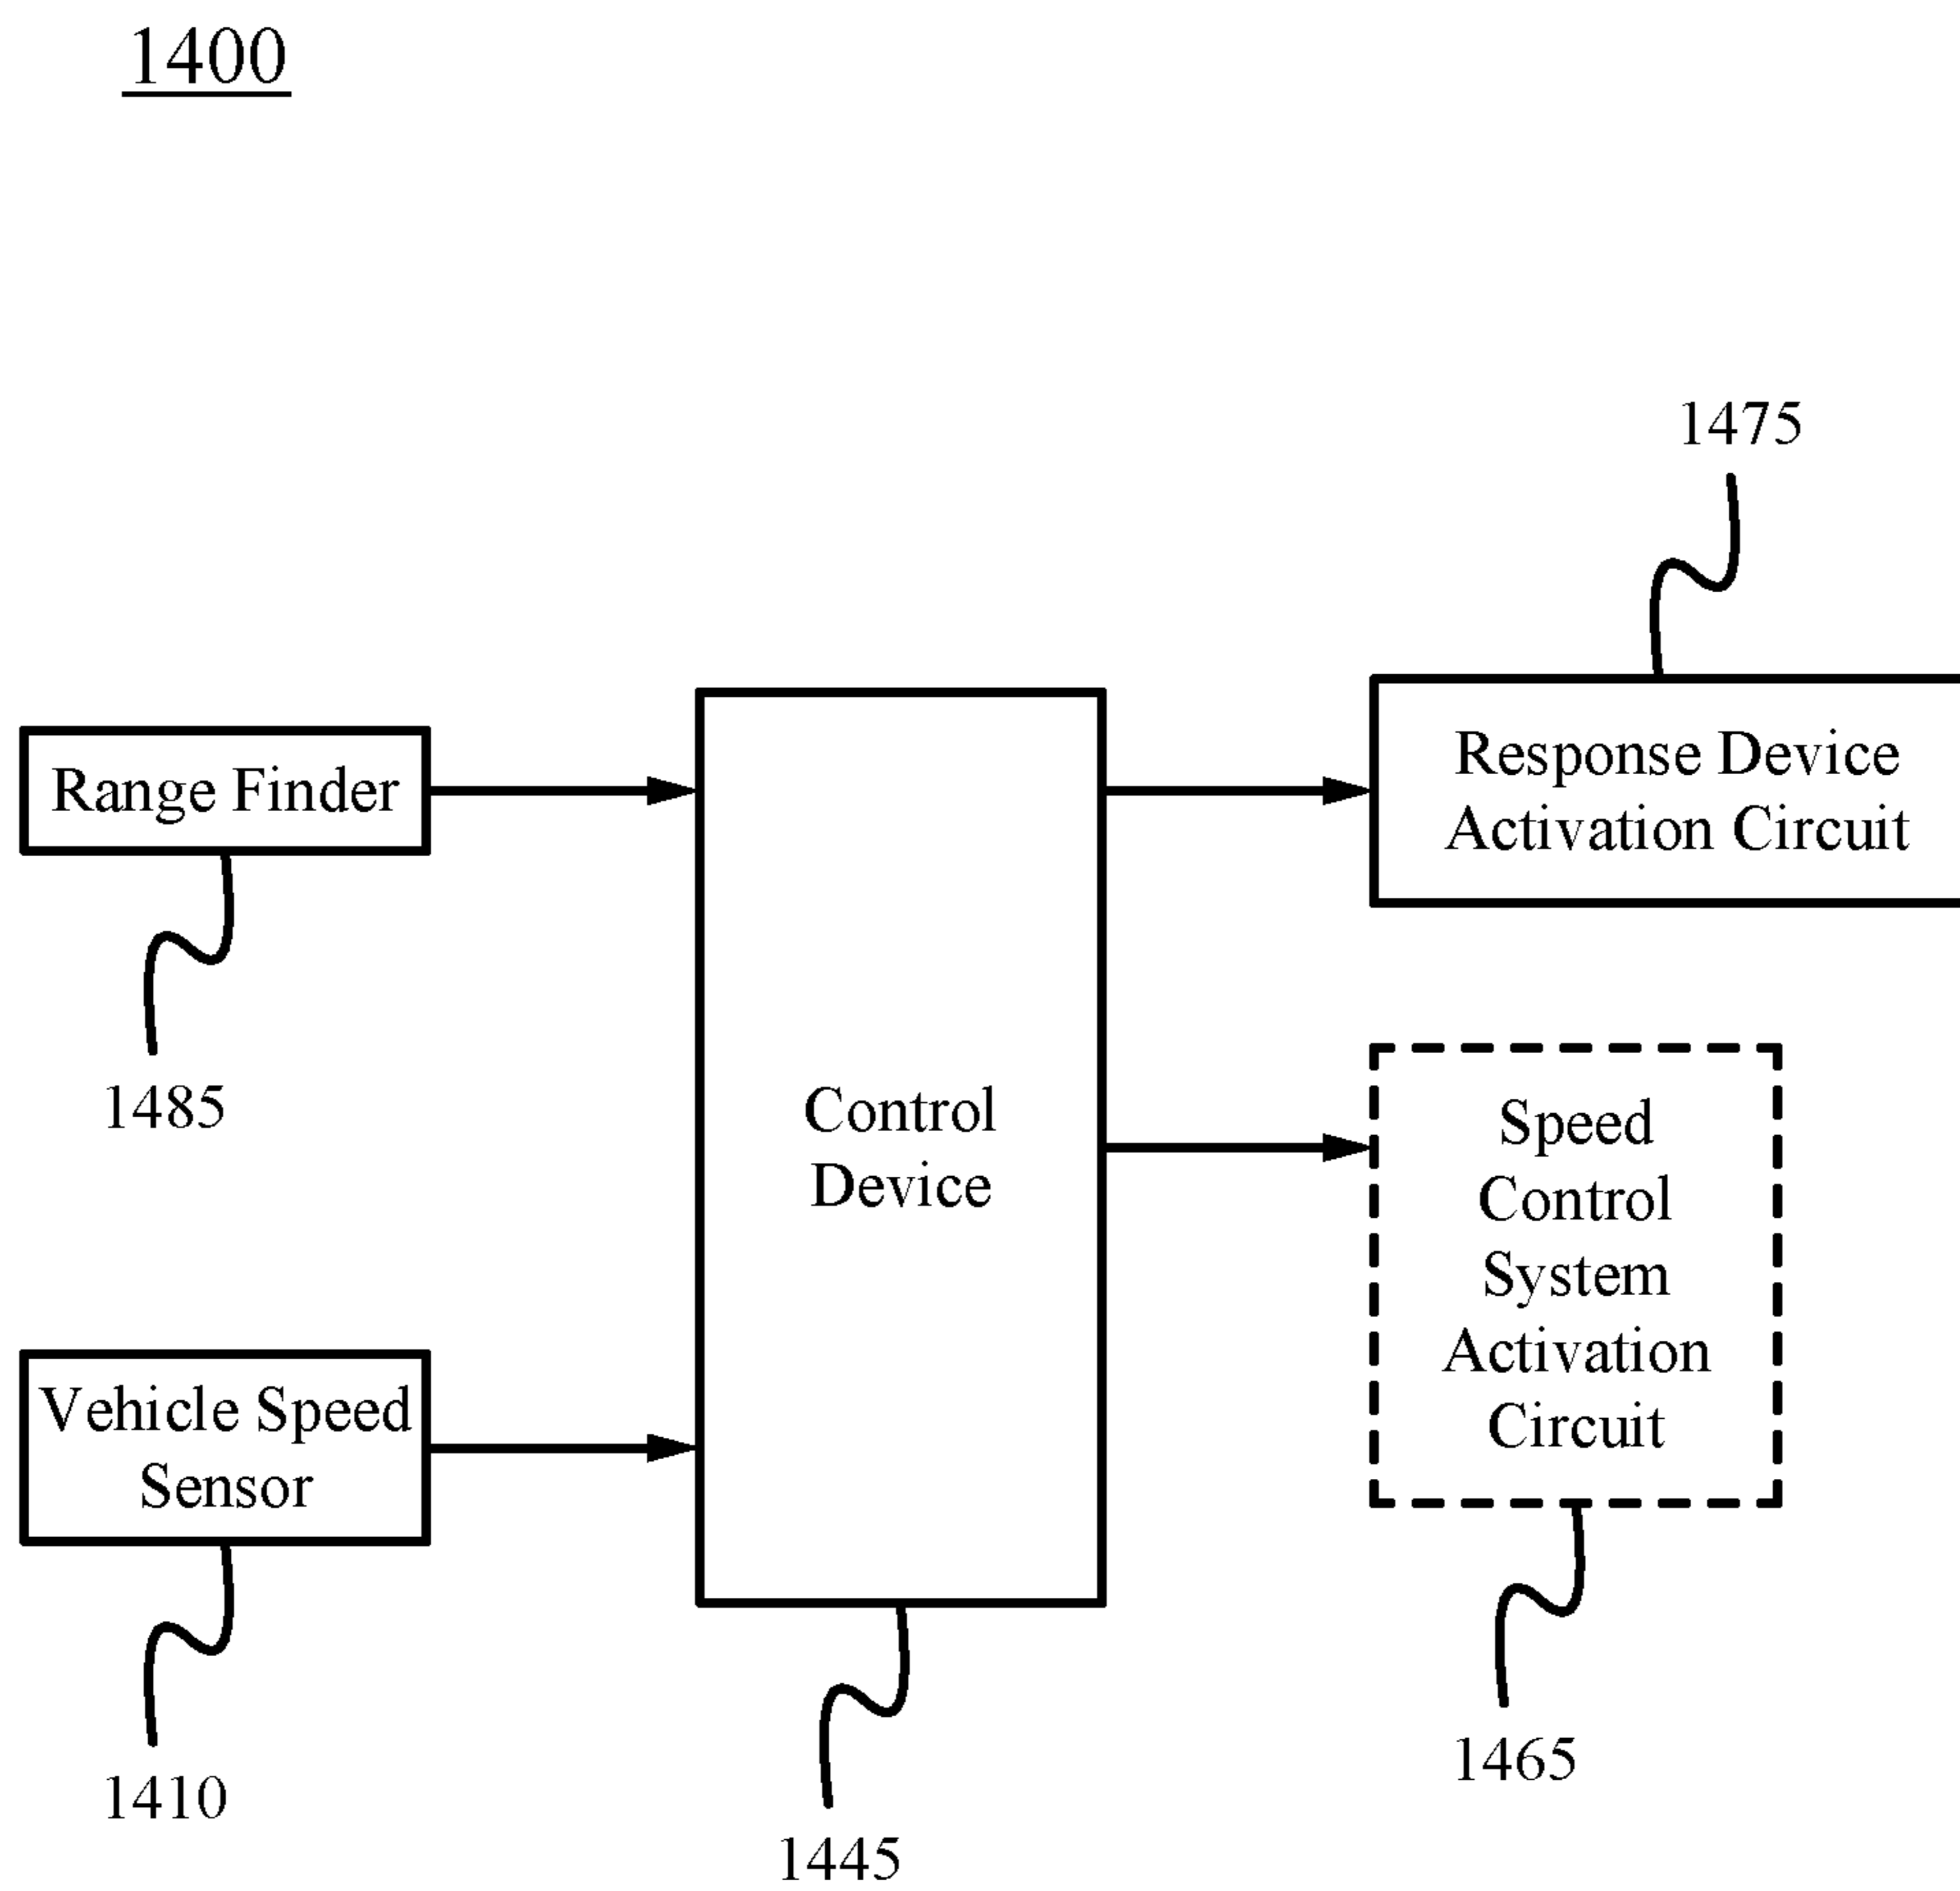 1400
1475
Range Finder
Response Device
Activation Circuit
1485
Control
Device
Speed
Control
System
Activation
Circuit
Vehicle Speed
Sensor
1410
1445
1465